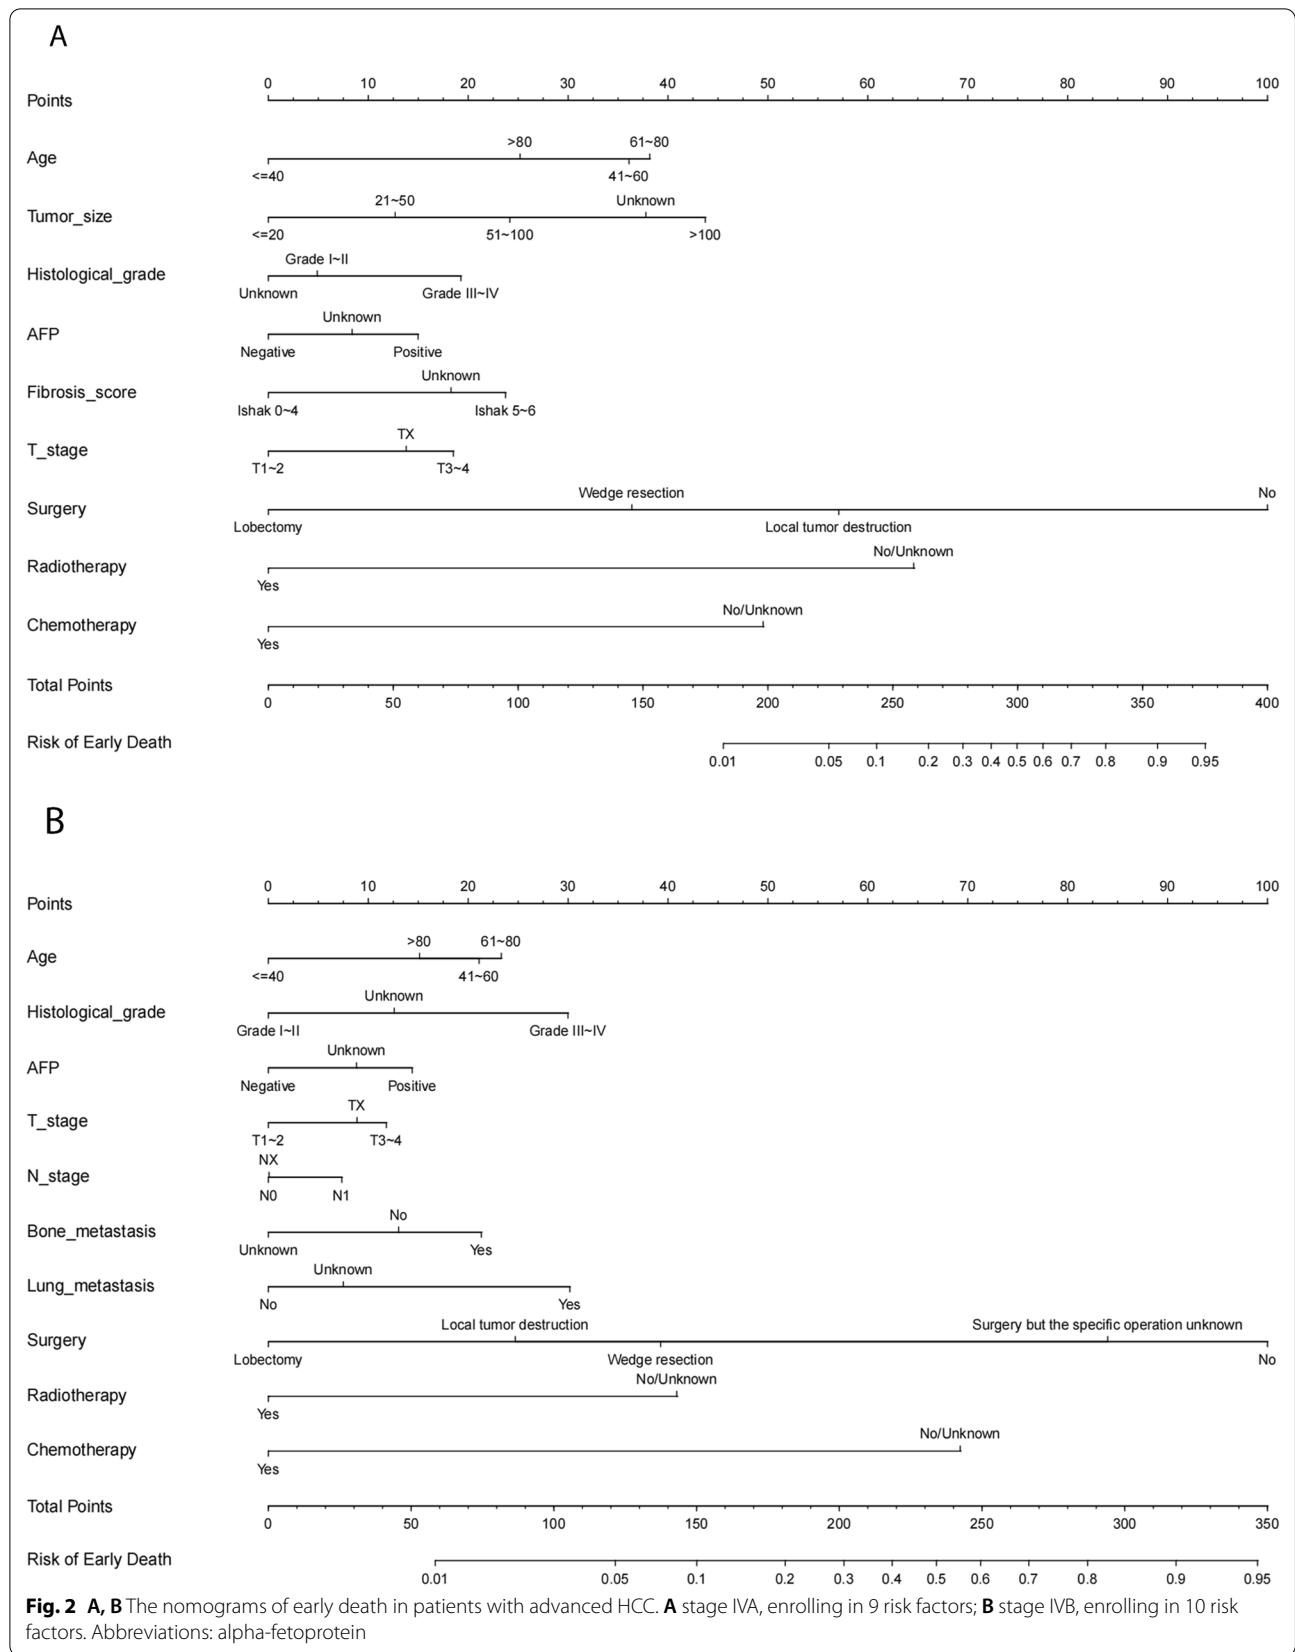 A
0 10 20 30 40 50 60 70 80 90 100
Points
>80 61~80
Age
<=40 41~60
21~50 Unknown
Tumor_size
<=20 51~100 >100
Grade I~II
Histological_grade
Unknown Grade III~IV
Unknown
AFP
Negative Positive
Unknown
Fibrosis_score
Ishak 0~4 Ishak 5~6
TX
T_stage
T1~2 T3~4
Wedge resection No
Surgery
Lobectomy Local tumor destruction
No/Unknown
Radiotherapy
Yes
No/Unknown
Chemotherapy
Yes
Total Points
0 50 100 150 200 250 300 350 400
Risk of Early Death
0.01 0.05 0.1 0.2 0.3 0.4 0.5 0.6 0.7 0.8 0.9 0.95
B
0 10 20 30 40 50 60 70 80 90 100
Points
>80 61~80
Age
<=40 41~60
Unknown
Histological_grade
Grade I~II Grade III~IV
Unknown
AFP
Negative Positive
TX
T_stage
T1~2 T3~4
NX
N_stage
N0 N1
No
Bone_metastasis
Unknown Yes
Unknown
Lung_metastasis
No Yes
Local tumor destruction Surgery but the specific operation unknown
Surgery
Lobectomy Wedge resection No
No/Unknown
Radiotherapy
Yes
No/Unknown
Chemotherapy
Yes
Total Points
0 50 100 150 200 250 300 350
Risk of Early Death
0.01 0.05 0.1 0.2 0.3 0.4 0.5 0.6 0.7 0.8 0.9 0.95
Fig. 2 A, B The nomograms of early death in patients with advanced HCC. A stage IVA, enrolling in 9 risk factors; B stage IVB, enrolling in 10 risk
factors. Abbreviations: alpha-fetoprotein